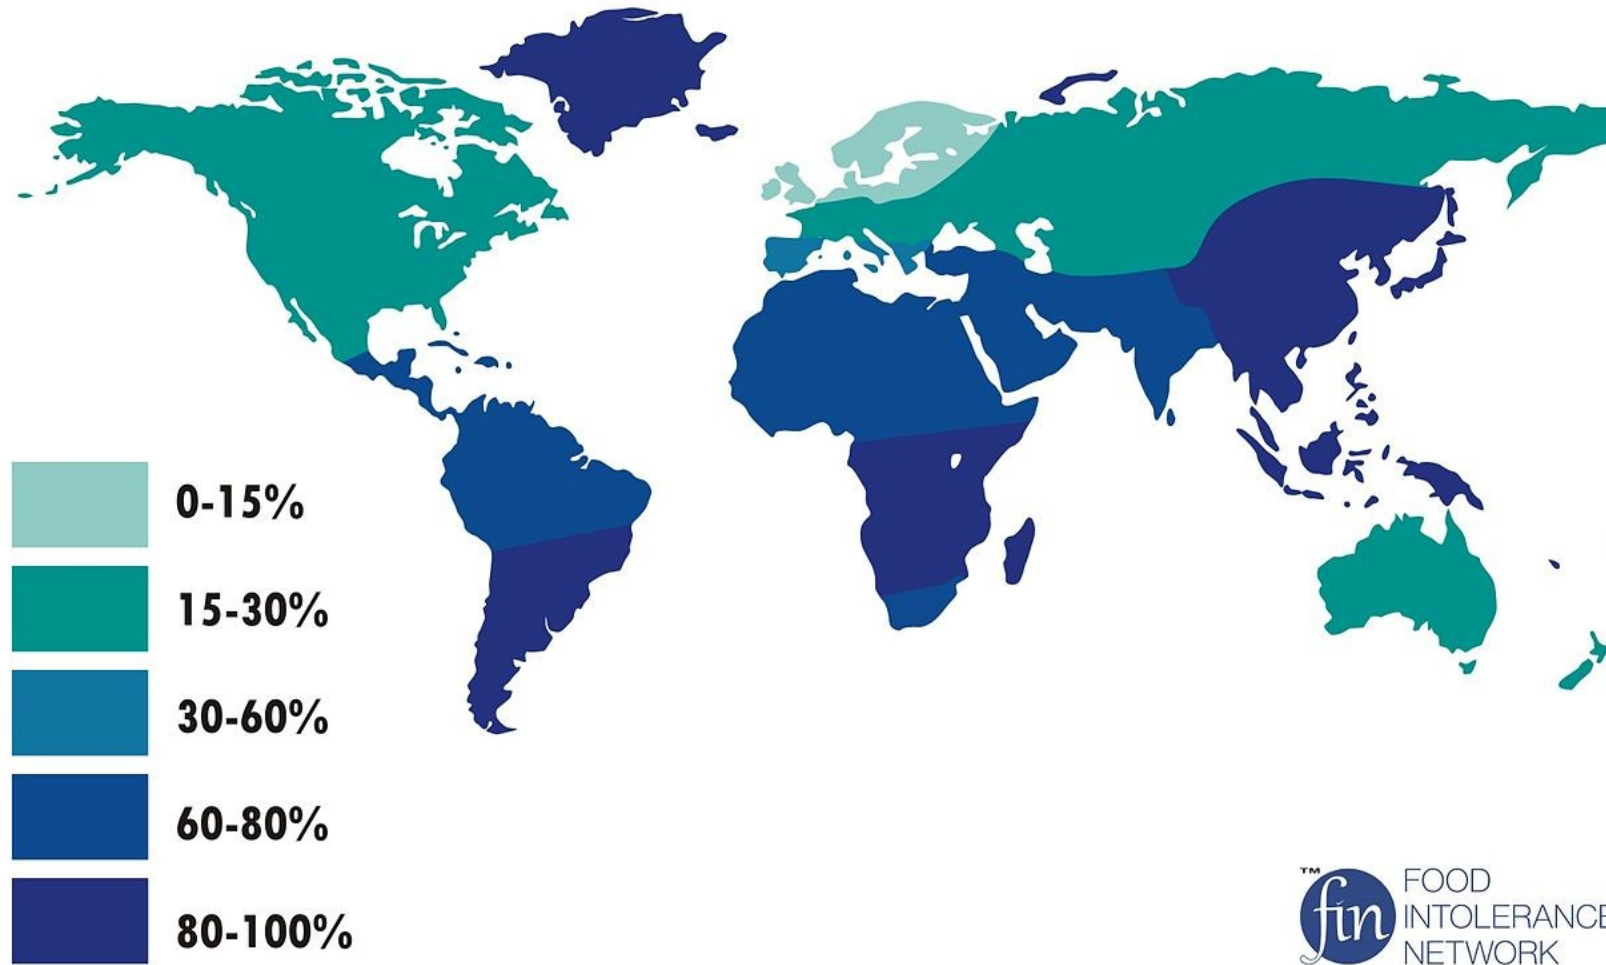 0-15%
15-30%
30-60%
60-80%
80-100%
™
fin
FOOD
INTOLERANCE
NETWORK